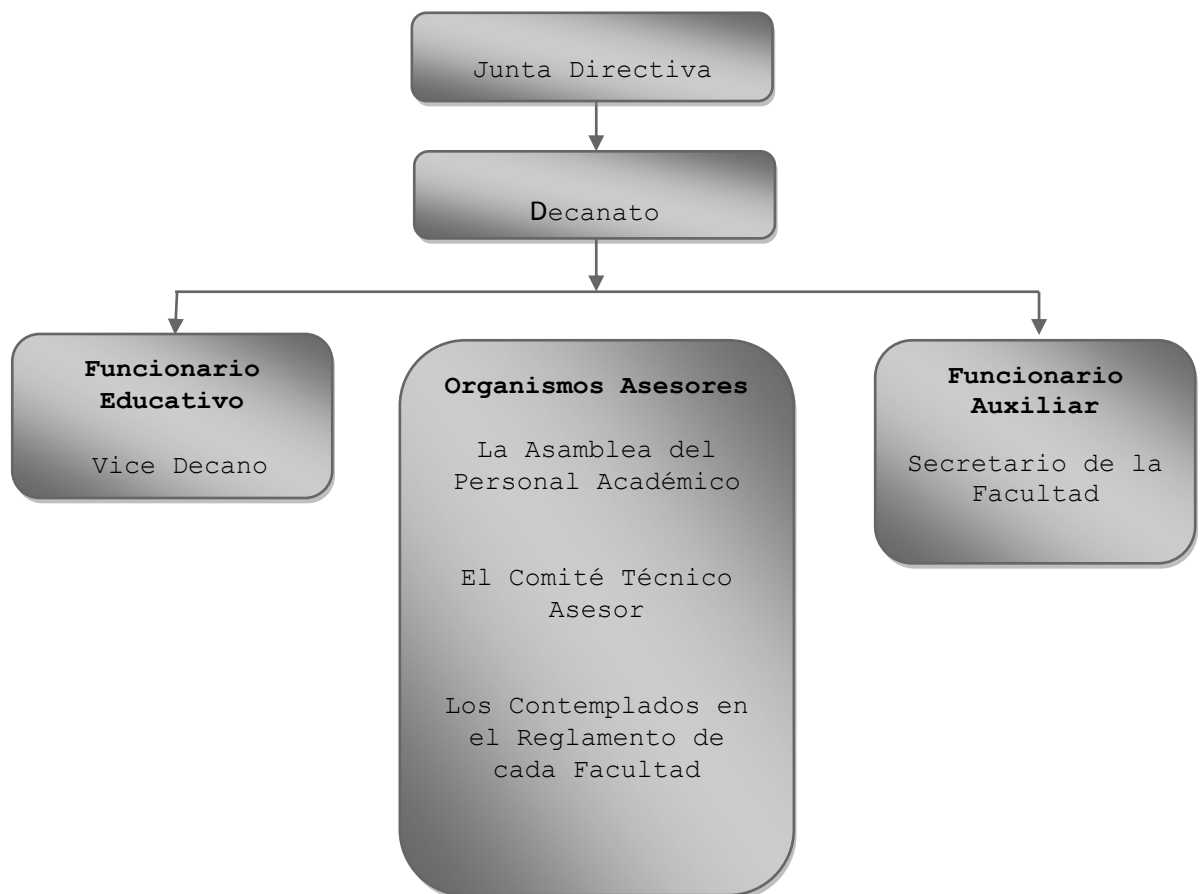 Junta Directiva
Decanato
Funcionario
Educativo
Vice Decano
Organismos Asesores
La Asamblea del
Personal Académico
El Comité Técnico
Asesor
Los Contemplados en
el Reglamento de
cada Facultad
Funcionario
Auxiliar
Secretario de la
Facultad